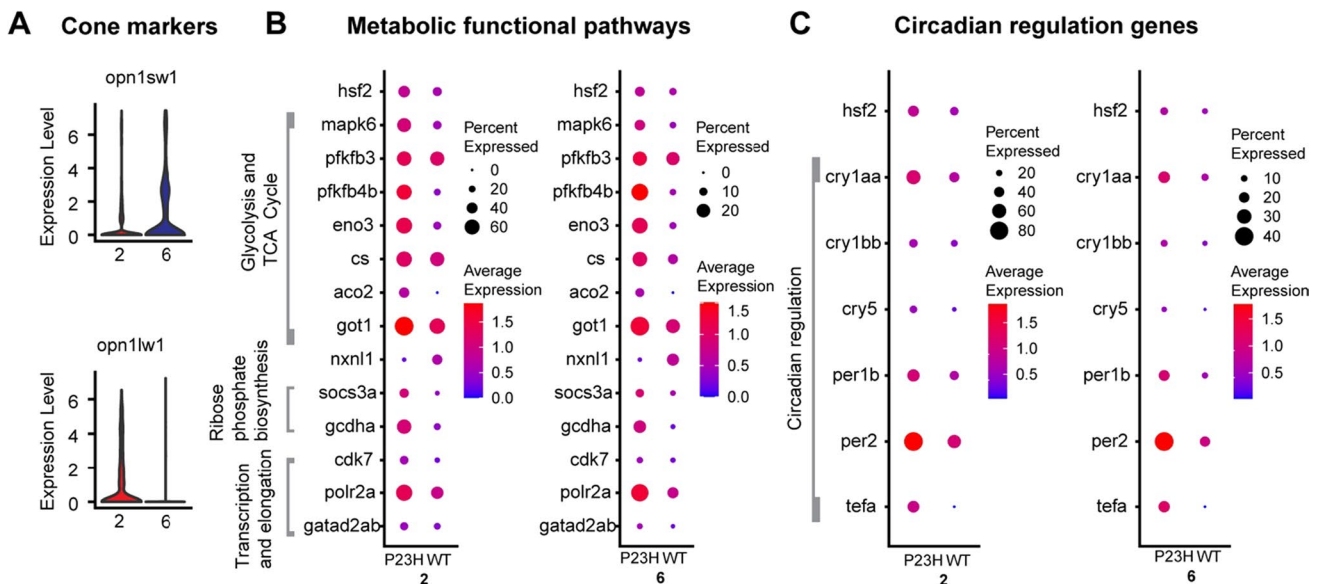 A Cone markers
opn1sw1
Expression Level
6
4
2
0
2 6
opn1lw1
Expression Level
6
4
2
0
2 6
B Metabolic functional pathways
Glycolysis and
TCA Cycle
Ribose
phosphate
biosynthesis
Transcription
and elongation
hsf2
mapk6
pfkfb3
pfkfb4b
eno3
cs
aco2
got1
nxnl1
socs3a
gcdha
cdk7
polr2a
gatad2ab
P23H WT
2
Percent
Expressed
0
20
40
60
Average
Expression
1.5
1.0
0.5
0.0
hsf2
mapk6
pfkfb3
pfkfb4b
eno3
cs
aco2
got1
nxnl1
socs3a
gcdha
cdk7
polr2a
gatad2ab
P23H WT
6
Percent
Expressed
0
10
20
Average
Expression
1.5
1.0
0.5
0.0
C Circadian regulation genes
Circadian regulation
hsf2
cry1aa
cry1bb
cry5
per1b
per2
tefa
P23H WT
2
Percent
Expressed
20
40
60
80
Average
Expression
1.5
1.0
0.5
hsf2
cry1aa
cry1bb
cry5
per1b
per2
tefa
P23H WT
6
Percent
Expressed
10
20
30
40
Average
Expression
1.5
1.0
0.5